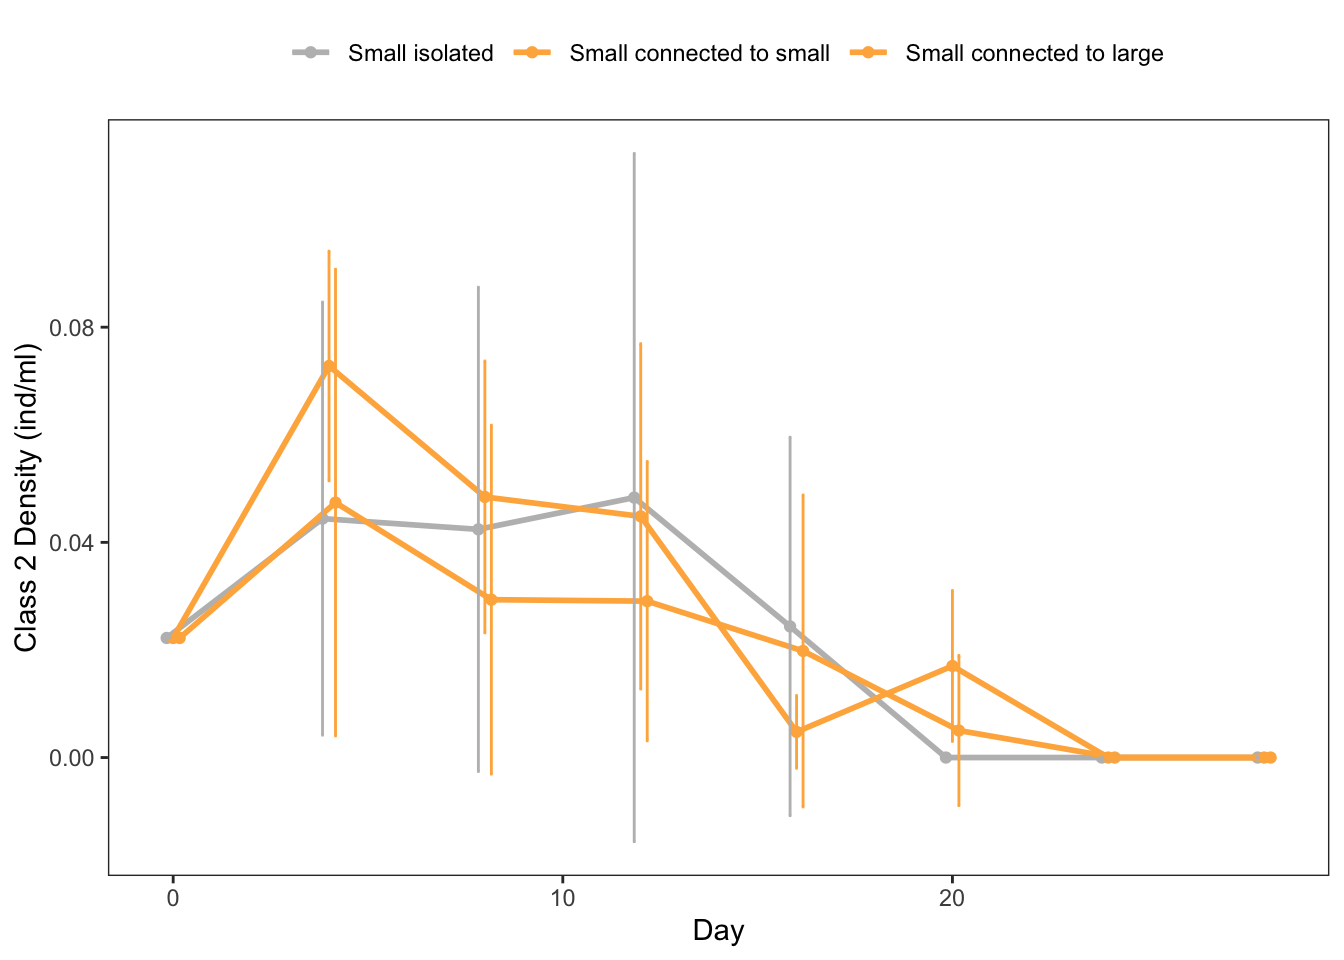 Small isolated Small connected to small Small connected to large
Class 2 Density (ind/ml)
0.08
0.04
0.00
0 10 20
Day